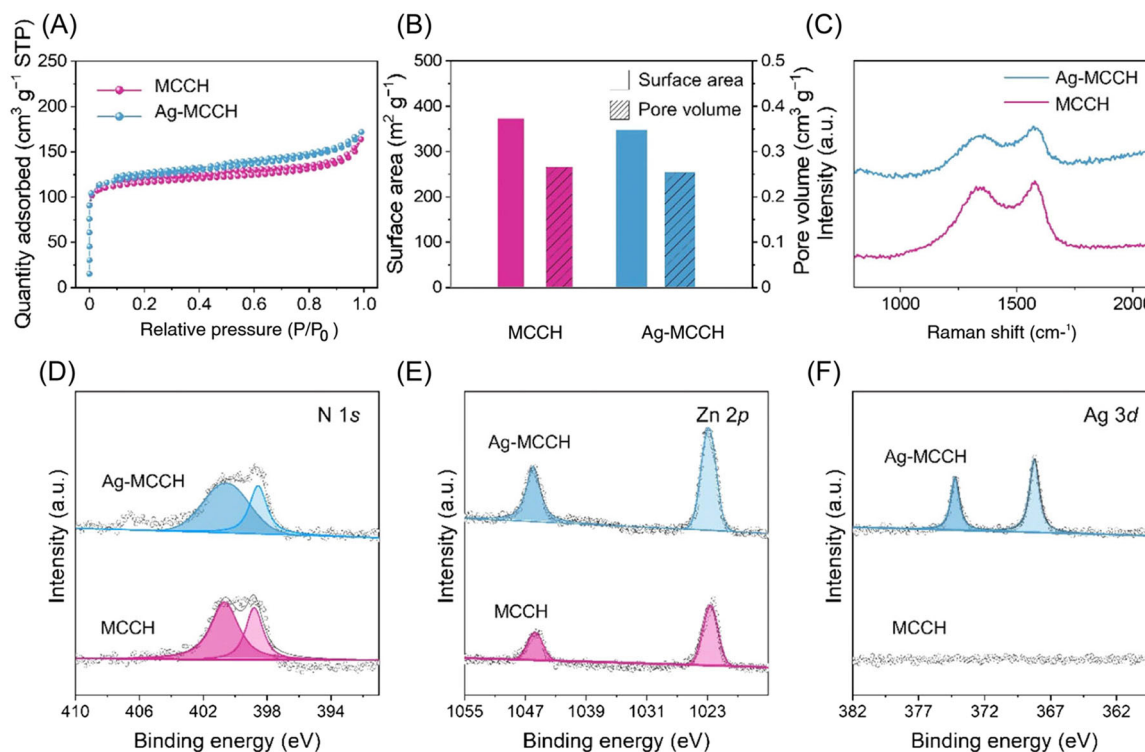 (A)
Quantity adsorbed (cm³ g⁻¹ STP)
250
200
150
100
50
0
MCCH
Ag-MCCH
0 0.2 0.4 0.6 0.8 1.0
Relative pressure (P/P₀)
(B)
Surface area (m² g⁻¹)
500
400
300
200
100
0
Surface area
Pore volume
0.5
0.4
0.3
0.2
0.1
0
Pore volume (cm³ g⁻¹)
MCCH Ag-MCCH
(C)
Intensity (a.u.)
Ag-MCCH
MCCH
1000 1500 2000
Raman shift (cm-¹)
(D)
Intensity (a.u.)
N 1s
Ag-MCCH
MCCH
410 406 402 398 394
Binding energy (eV)
(E)
Intensity (a.u.)
Zn 2p
Ag-MCCH
MCCH
1055 1047 1039 1031 1023
Binding energy (eV)
(F)
Intensity (a.u.)
Ag 3d
Ag-MCCH
MCCH
382 377 372 367 362
Binding energy (eV)